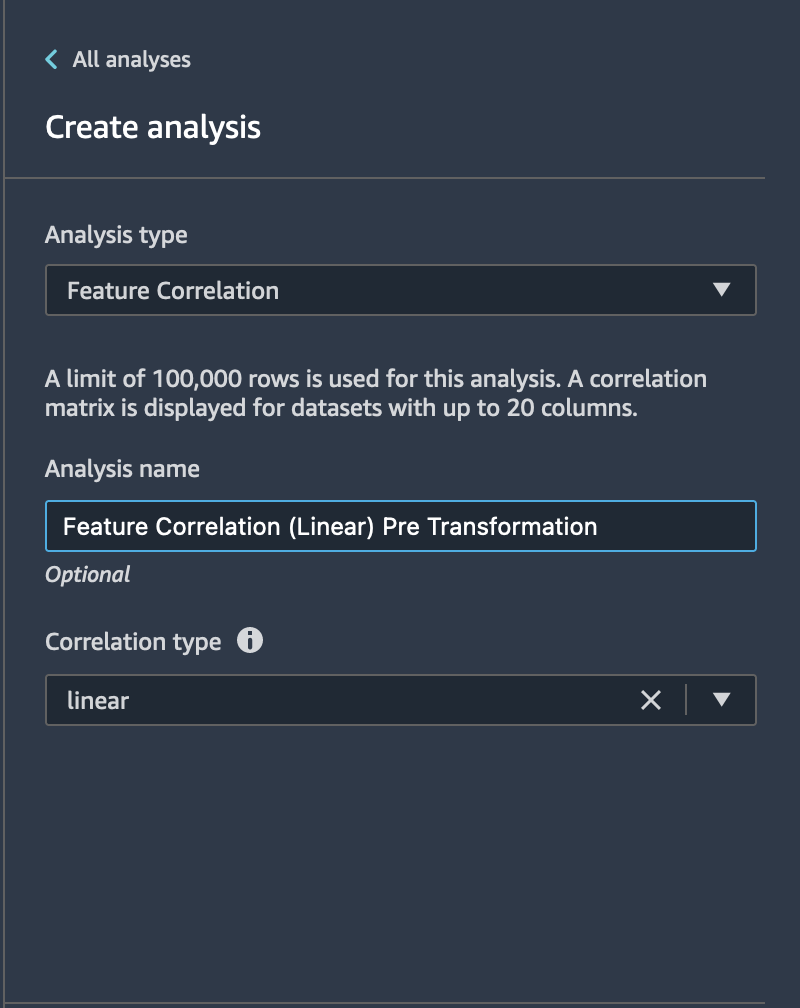 All analyses
Create analysis
Analysis type
Feature Correlation
A limit of 100,000 rows is used for this analysis. A correlation
matrix is displayed for datasets with up to 20 columns.
Analysis name
Feature Correlation (Linear) Pre Transformation
Optional
Correlation type
linear